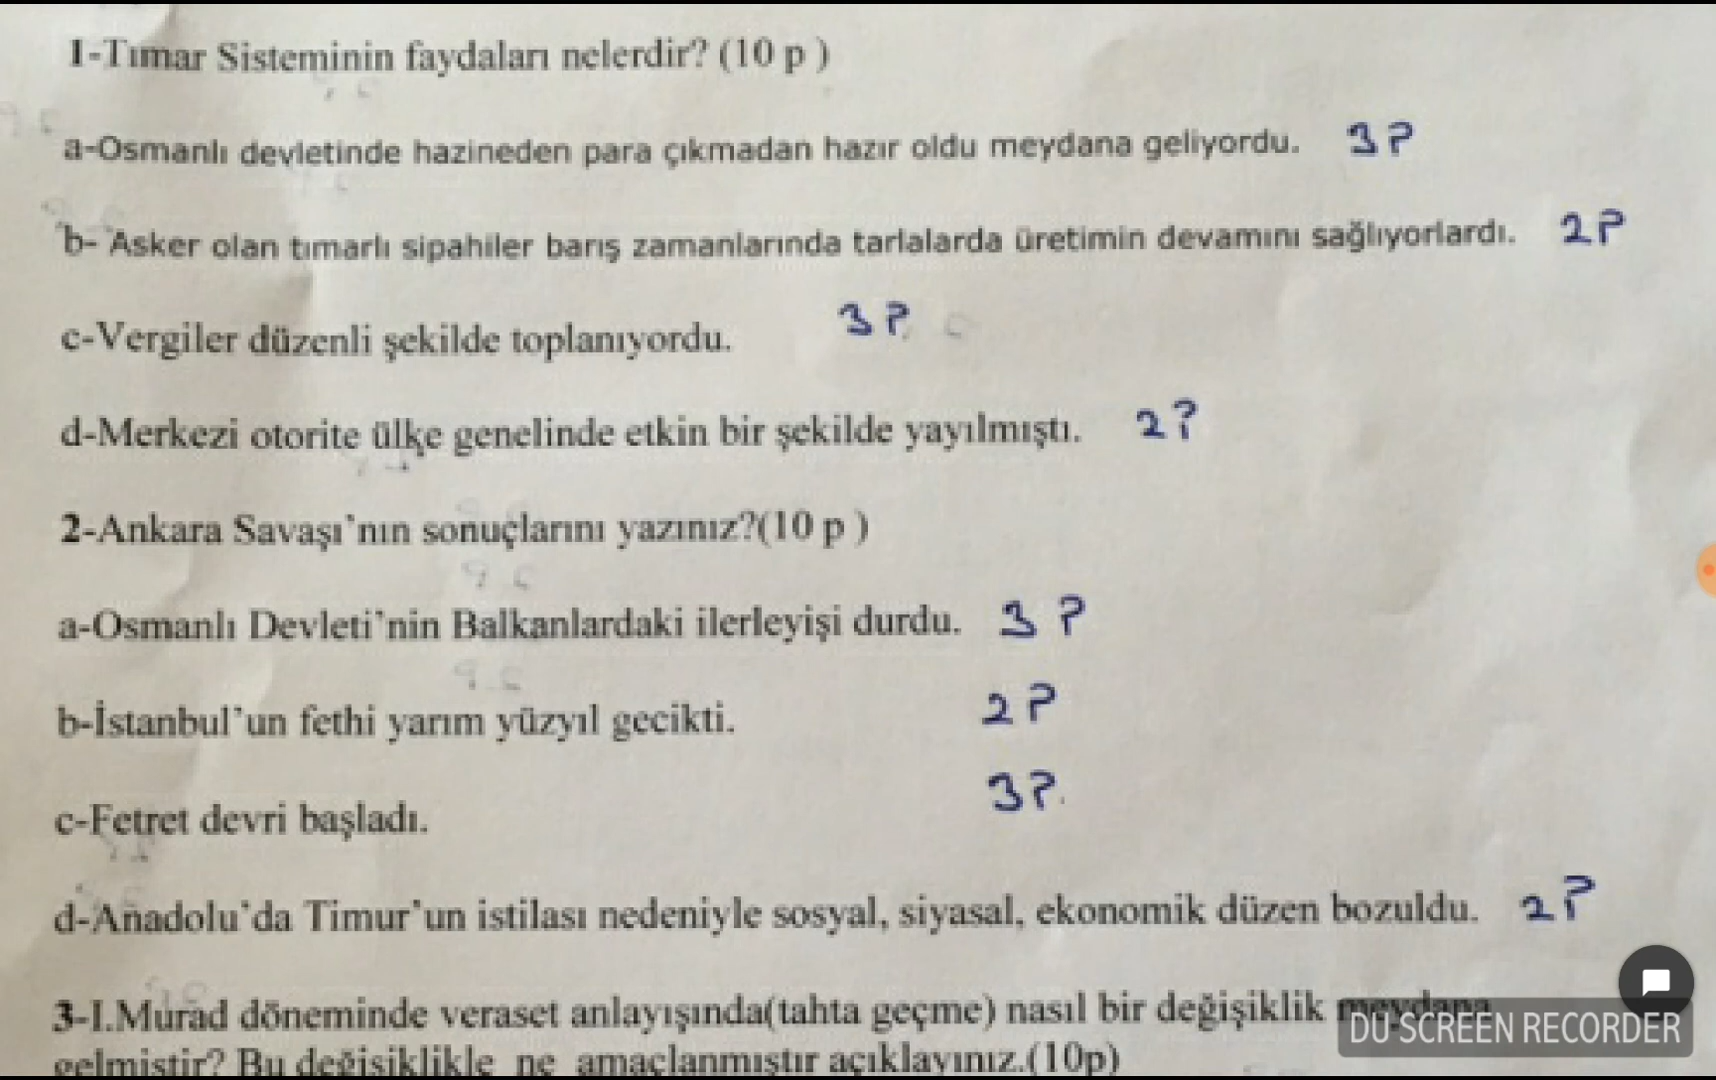 1-Tımar Sisteminin faydaları nelerdir? (10 p )
a-Osmanlı devletinde hazineden para çıkmadan hazır oldu meydana geliyordu. 3P
b- Asker olan tımarlı sipahiler barış zamanlarında tarlalarda üretimin devamını sağlıyorlardı. 2P
c-Vergiler düzenli şekilde toplanıyordu. 3P
d-Merkezi otorite ülke genelinde etkin bir şekilde yayılmıştı. 2P
2-Ankara Savaşı'nın sonuçlarını yazınız?(10 p )
a-Osmanlı Devleti'nin Balkanlardaki ilerleyişi durdu. 3P
b-İstanbul'un fethi yarım yüzyıl gecikti. 2P
c-Fetret devri başladı. 3P.
d-Anadolu'da Timur'un istilası nedeniyle sosyal, siyasal, ekonomik düzen bozuldu. 2P
3-I.Murad döneminde veraset anlayışında(tahta geçme) nasıl bir değişiklik meydana
gelmiştir? Bu değişiklikle ne amaçlanmıştır açıklayınız.(10p)
DU SCREEN RECORDER